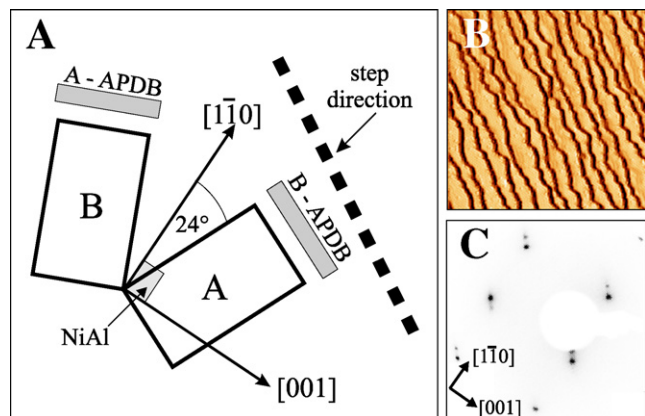 A
A - APDB
[11̄0]
step
direction
B
24°
B - APDB
A
NiAl
[001]
B
C
[11̄0]
[001]